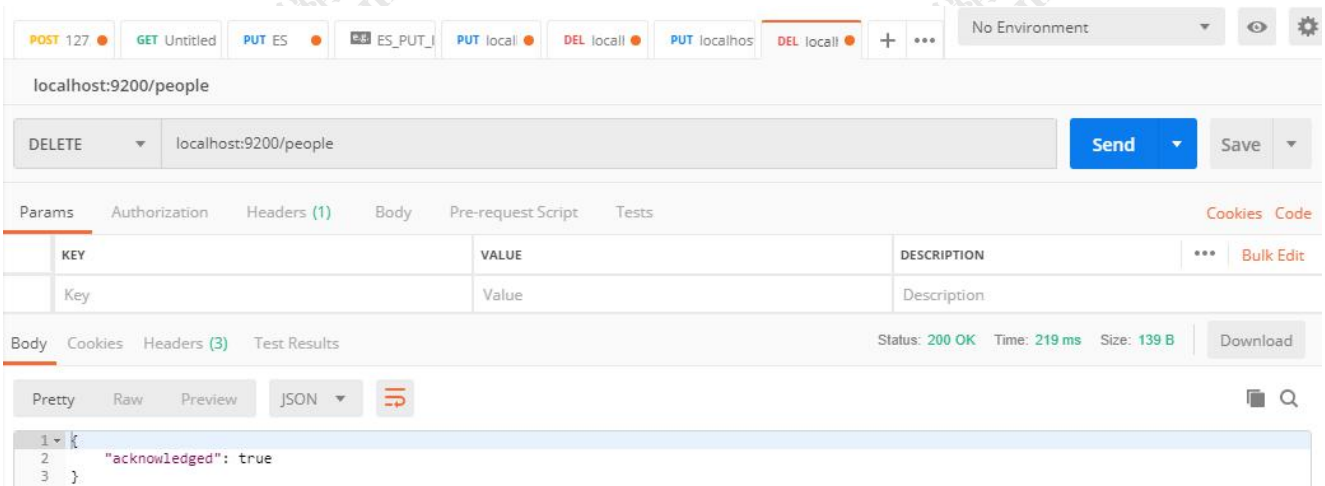 POST 127 GET Untitled PUT ES e.g. ES_PUT_I PUT locall DEL locall PUT localhos DEL locall + ••• No Environment
localhost:9200/people
DELETE localhost:9200/people Send Save
Params Authorization Headers (1) Body Pre-request Script Tests Cookies Code
KEY VALUE DESCRIPTION ••• Bulk Edit
Key Value Description
Body Cookies Headers (3) Test Results Status: 200 OK Time: 219 ms Size: 139 B Download
Pretty Raw Preview JSON
1 {
2 "acknowledged": true
3 }